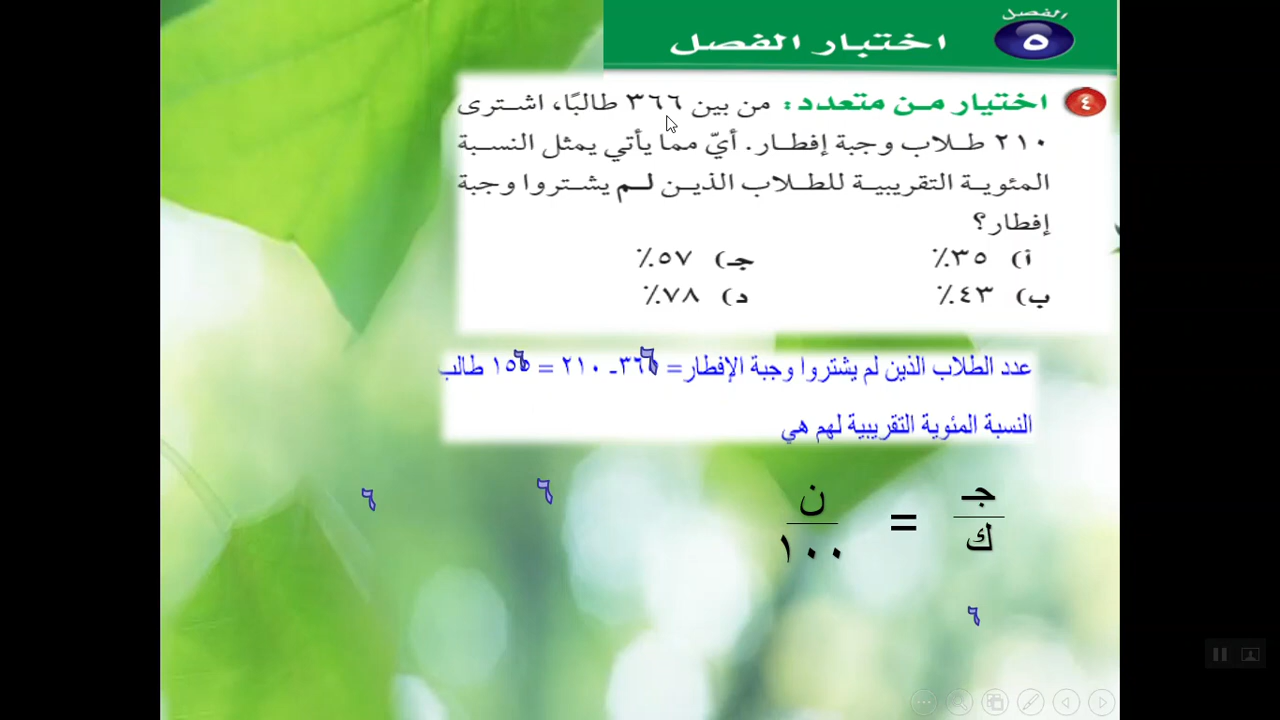 الفصل
٥
اختبار الفصل
٤ اختيار من متعدد: من بين ٣٦٦ طالبًا، اشترى
٢١٠ طلاب وجبة إفطار. أيّ مما يأتي يمثل النسبة
المئوية التقريبية للطلاب الذين لم يشتروا وجبة
إفطار؟
أ) ٣٥٪ جـ) ٥٧٪
ب) ٤٣٪ د) ٧٨٪
عدد الطلاب الذين لم يشتروا وجبة الإفطار= ٣٦٦- ٢١٠ = ١٥٦ طالب
النسبة المئوية التقريبية لهم هي
جـ = ن
ك ١٠٠
٦ ٦
٦